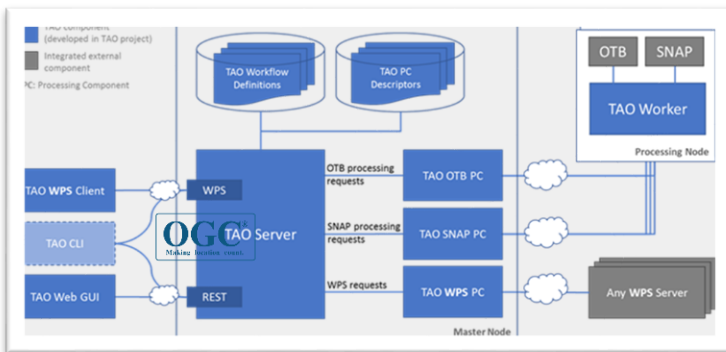 TAO component
(developed in TAO project)
Integrated external
component
PC: Processing Component
TAO Workflow
Definitions
TAO PC
Descriptors
OTB
SNAP
TAO Worker
Processing Node
TAO WPS Client
WPS
OTB processing
requests
TAO OTB PC
TAO CLI
OGC®
Making location count.
TAO Server
SNAP processing
requests
TAO SNAP PC
TAO Web GUI
REST
WPS requests
TAO WPS PC
Any WPS Server
Master Node